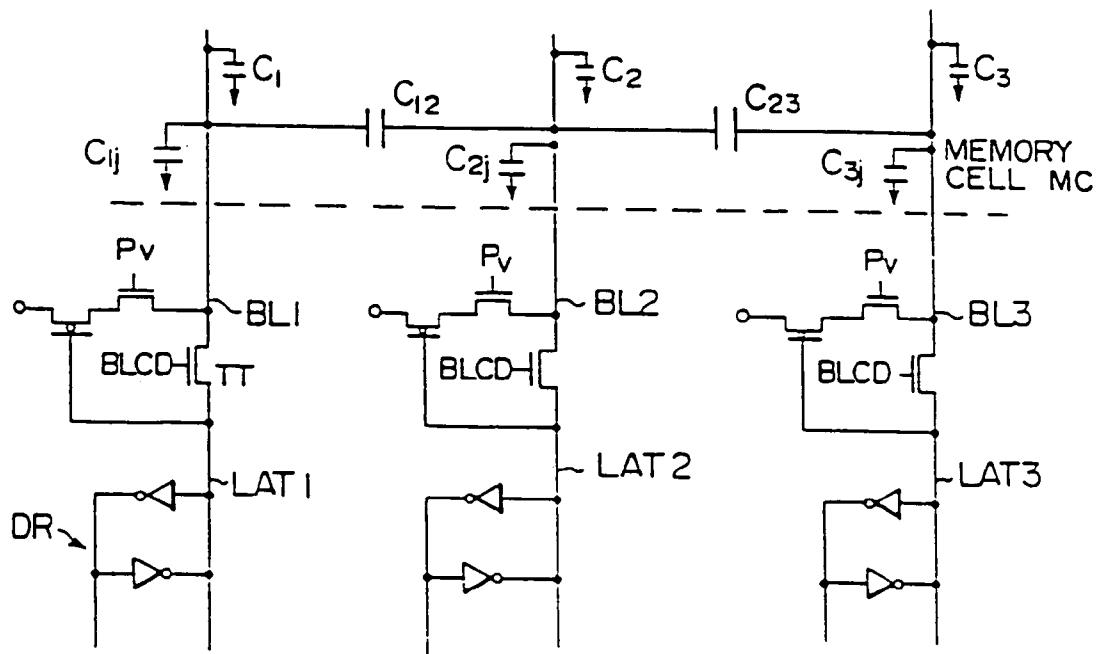 C1
C2
C3
C12
C23
C1j
C2j
C3j
MEMORY
CELL MC
Pv
Pv
Pv
BL1
BL2
BL3
BLCD
TT
BLCD
BLCD
LAT1
LAT2
LAT3
DR